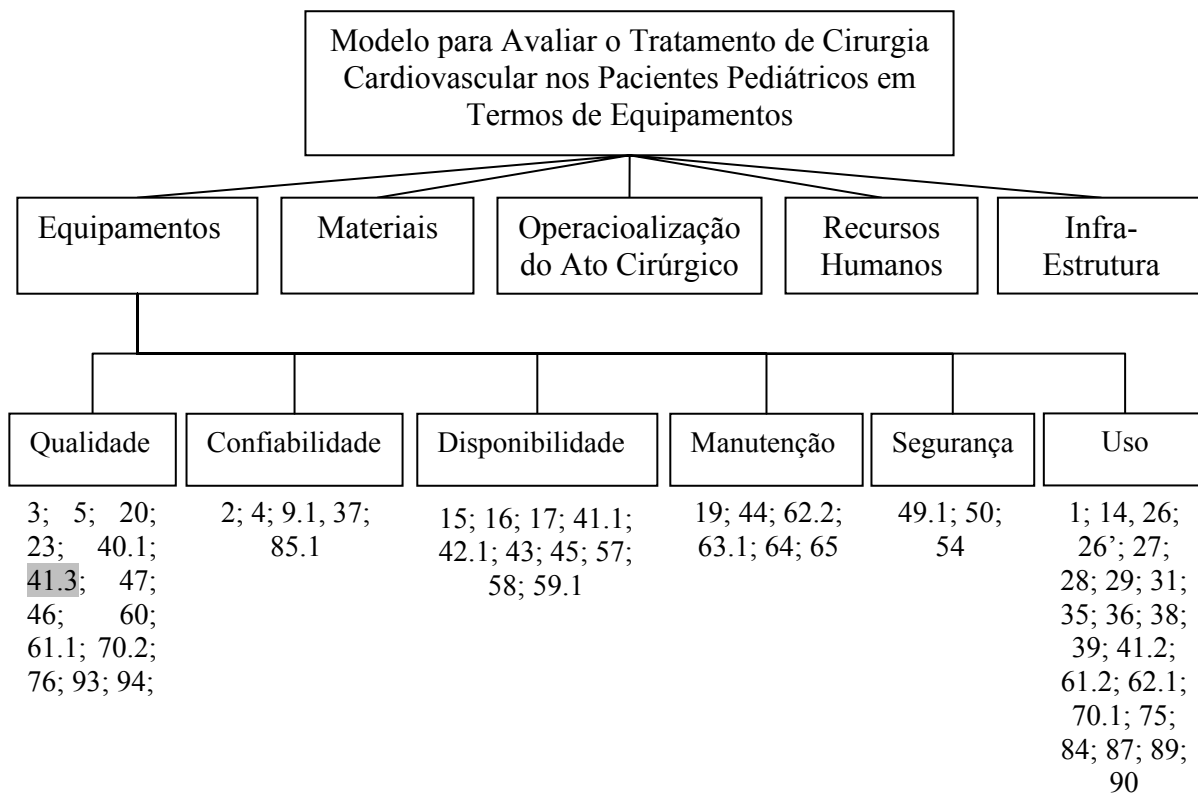 Modelo para Avaliar o Tratamento de Cirurgia
Cardiovascular nos Pacientes Pediátricos em
Termos de Equipamentos
Equipamentos
Materiais
Operacioalização
do Ato Cirúrgico
Recursos
Humanos
Infra-
Estrutura
Qualidade
Confiabilidade
Disponibilidade
Manutenção
Segurança
Uso
3; 5; 20;
23; 40.1;
41.3; 47;
46; 60;
61.1; 70.2;
76; 93; 94;
2; 4; 9.1, 37;
85.1
15; 16; 17; 41.1;
42.1; 43; 45; 57;
58; 59.1
19; 44; 62.2;
63.1; 64; 65
49.1; 50;
54
1; 14, 26;
26’; 27;
28; 29; 31;
35; 36; 38;
39; 41.2;
61.2; 62.1;
70.1; 75;
84; 87; 89;
90